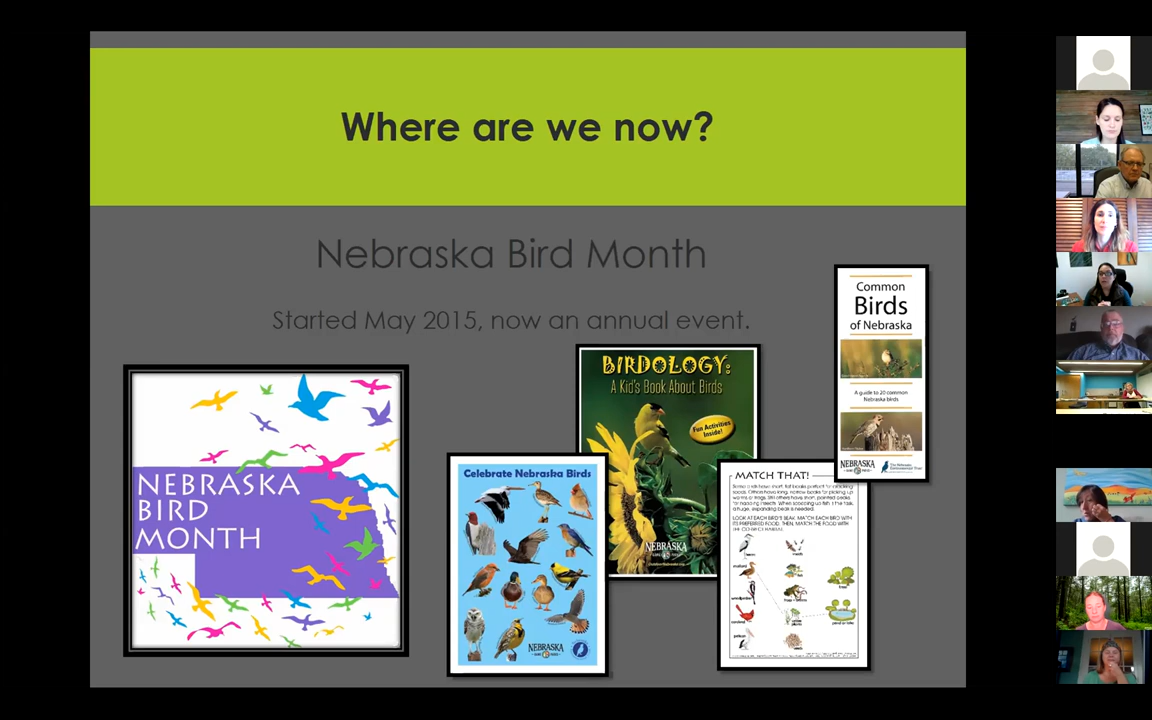 Where are we now?
Nebraska Bird Month
Started May 2015, now an annual event.
NEBRASKA
BIRD
MONTH
Celebrate Nebraska Birds
NEBRASKA
BIRDOLOGY:
A Kid's Book About Birds
Fun Activities
Inside!
NEBRASKA
MATCH THAT!
Common
Birds
of Nebraska
A guide to 20 common
Nebraska birds
NEBRASKA